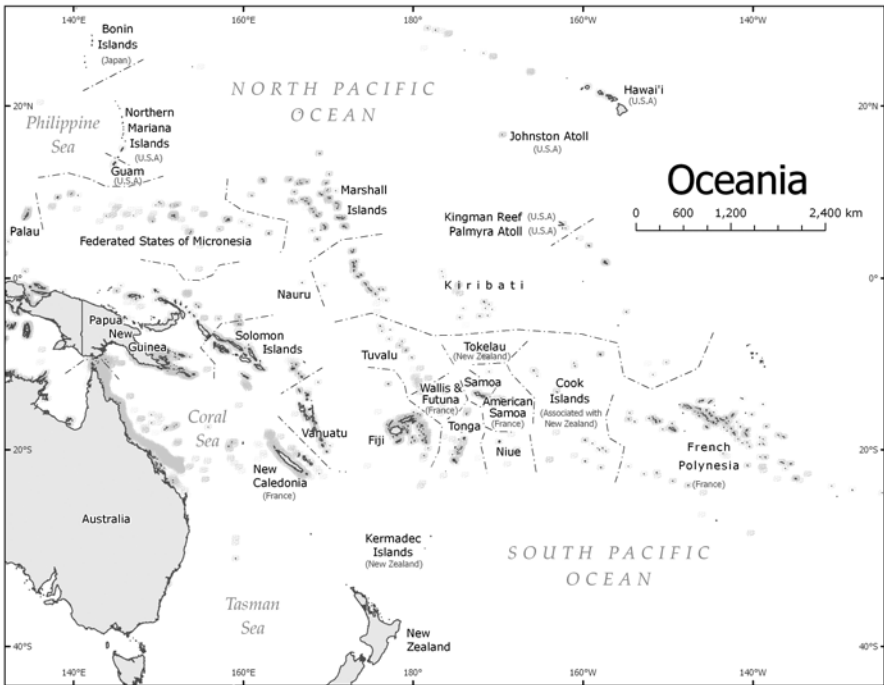 140°E
160°E
180°
160°W
140°W
Bonin
Islands
(Japan)
NORTH PACIFIC
OCEAN
Hawai'i
(U.S.A)
20°N
20°N
Northern
Mariana
Islands
(U.S.A)
Philippine
Sea
Johnston Atoll
(U.S.A)
Guam
(U.S.A)
Oceania
Marshall
Islands
Kingman Reef (U.S.A)
Palmyra Atoll (U.S.A)
0 600 1,200 2,400 km
Palau
Federated States of Micronesia
0°
0°
Nauru
Kiribati
Papua
New
Guinea
Solomon
Islands
Tuvalu
Tokelau
(New Zealand)
Wallis &
Futuna
(France)
Samoa
American
Samoa
(France)
Cook
Islands
(Associated with
New Zealand)
Coral
Sea
Vanuatu
Fiji
Tonga
Niue
20°S
20°S
French
Polynesia
(France)
New
Caledonia
(France)
Australia
Kermadec
Islands
(New Zealand)
SOUTH PACIFIC
OCEAN
Tasman
Sea
New
Zealand
40°S
40°S
140°E
160°E
180°
160°W
140°W